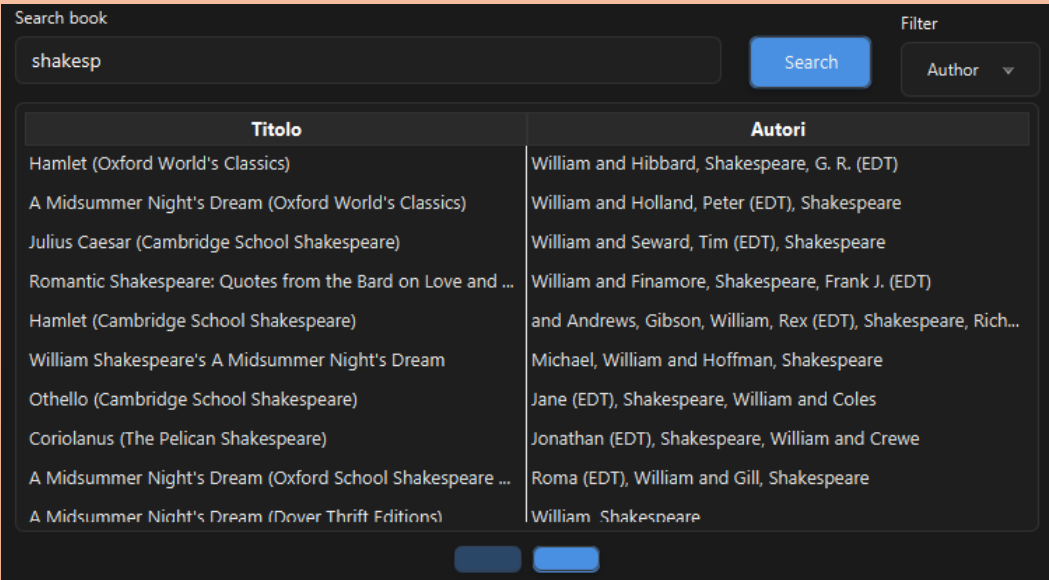 Search book
Filter
shakesp
Search
Author
Titolo Autori
Hamlet (Oxford World's Classics) William and Hibbard, Shakespeare, G. R. (EDT)
A Midsummer Night's Dream (Oxford World's Classics) William and Holland, Peter (EDT), Shakespeare
Julius Caesar (Cambridge School Shakespeare) William and Seward, Tim (EDT), Shakespeare
Romantic Shakespeare: Quotes from the Bard on Love and ... William and Finamore, Shakespeare, Frank J. (EDT)
Hamlet (Cambridge School Shakespeare) and Andrews, Gibson, William, Rex (EDT), Shakespeare, Rich...
William Shakespeare's A Midsummer Night's Dream Michael, William and Hoffman, Shakespeare
Othello (Cambridge School Shakespeare) Jane (EDT), Shakespeare, William and Coles
Coriolanus (The Pelican Shakespeare) Jonathan (EDT), Shakespeare, William and Crewe
A Midsummer Night's Dream (Oxford School Shakespeare ... Roma (EDT), William and Gill, Shakespeare
A Midsummer Night's Dream (Dover Thrift Editions) William, Shakespeare